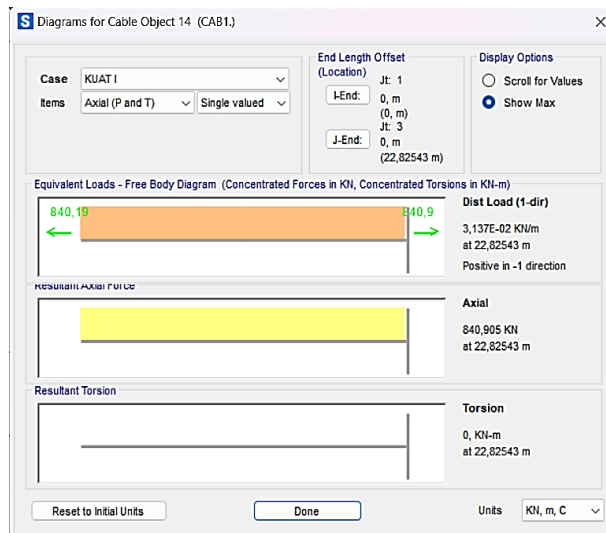 Diagrams for Cable Object 14 (CAB1.)
Case
KUAT I
Items
Axial (P and T)
Single valued
End Length Offset
(Location)
Jt: 1
I-End:
0, m
(0, m)
Jt: 3
J-End:
0, m
(22,82543 m)
Display Options
Scroll for Values
Show Max
Equivalent Loads - Free Body Diagram (Concentrated Forces in KN, Concentrated Torsions in KN-m)
840,19
840,9
Dist Load (1-dir)
3,137E-02 KN/m
at 22,82543 m
Positive in -1 direction
Resultant Axial Force
Axial
840,905 KN
at 22,82543 m
Resultant Torsion
Torsion
0, KN-m
at 22,82543 m
Reset to Initial Units
Done
Units
KN, m, C